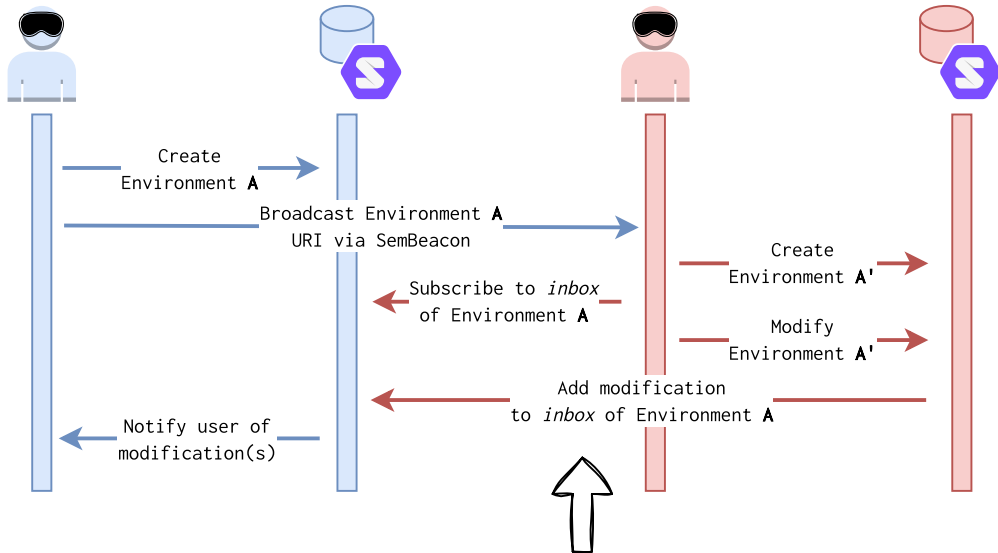 Create
Environment A
Broadcast Environment A
URI via SemBeacon
Create
Environment A'
Subscribe to inbox
of Environment A
Modify
Environment A'
Add modification
to inbox of Environment A
Notify user of
modification(s)